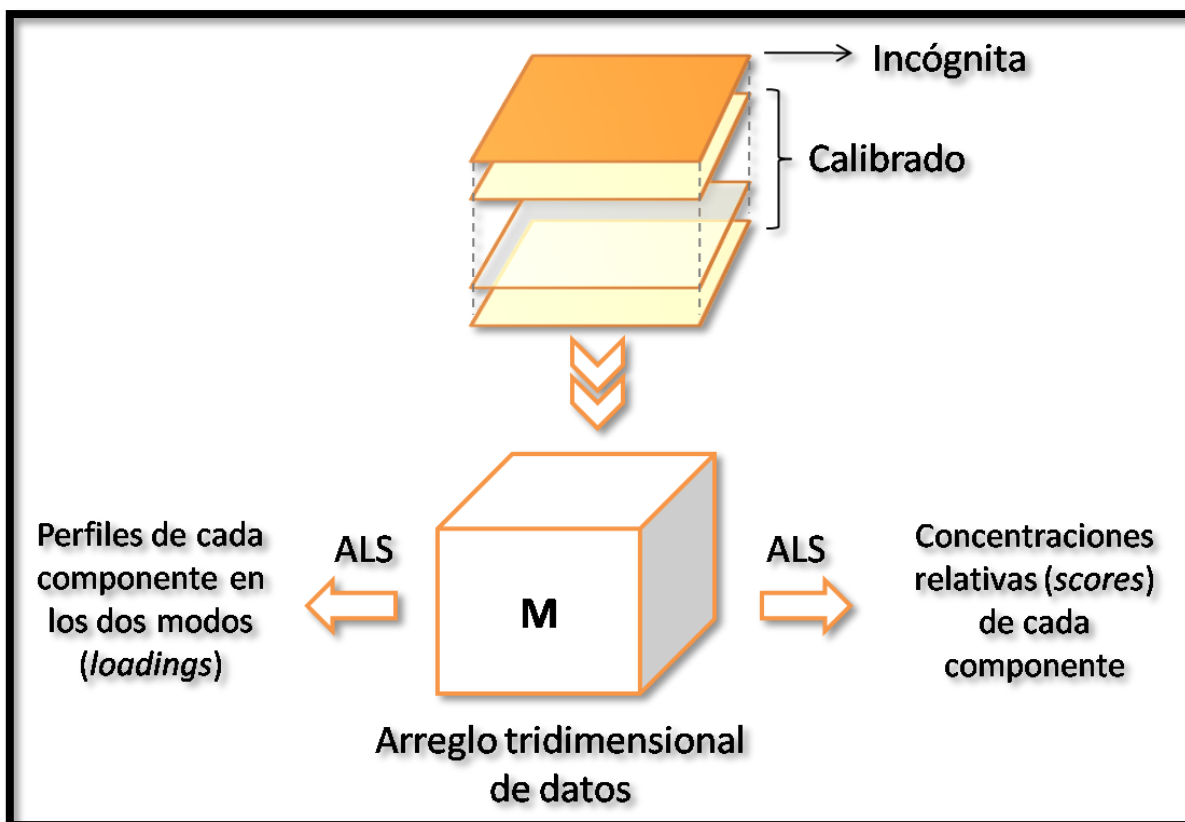 Incógnita
Calibrado
Perfiles de cada
componente en
los dos modos
(loadings)
ALS
M
ALS
Concentraciones
relativas (scores)
de cada
componente
Arreglo tridimensional
de datos